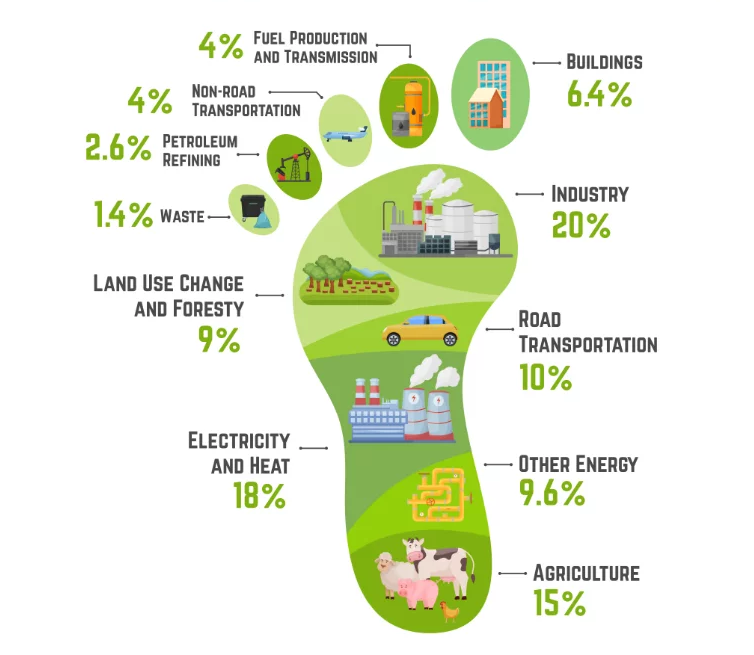 4%
FUEL PRODUCTION
AND TRANSMISSION
BUILDINGS
6.4%
4%
NON-ROAD
TRANSPORTATION
2.6%
PETROLEUM
REFINING
1.4%
WASTE
INDUSTRY
20%
LAND USE CHANGE
AND FORESTY
9%
ROAD
TRANSPORTATION
10%
ELECTRICITY
AND HEAT
18%
OTHER ENERGY
9.6%
AGRICULTURE
15%